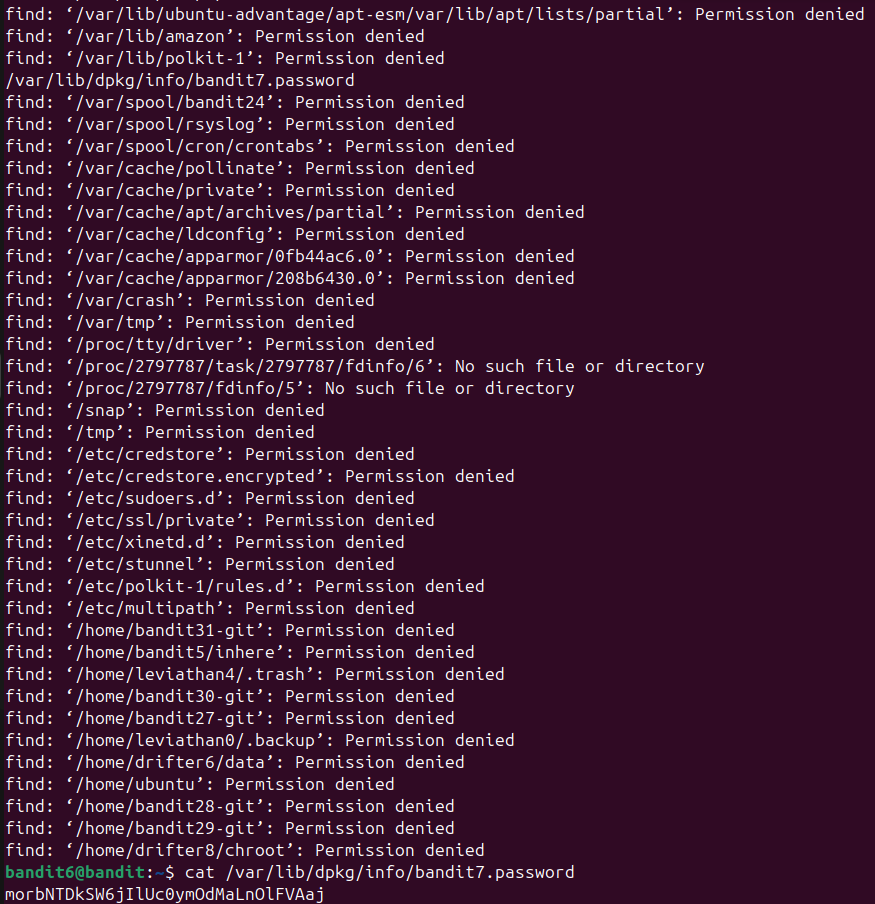 find: ‘/var/lib/ubuntu-advantage/apt-esm/var/lib/apt/lists/partial’: Permission denied
find: ‘/var/lib/amazon’: Permission denied
find: ‘/var/lib/polkit-1’: Permission denied
/var/lib/dpkg/info/bandit7.password
find: ‘/var/spool/bandit24’: Permission denied
find: ‘/var/spool/rsyslog’: Permission denied
find: ‘/var/spool/cron/crontabs’: Permission denied
find: ‘/var/cache/pollinate’: Permission denied
find: ‘/var/cache/private’: Permission denied
find: ‘/var/cache/apt/archives/partial’: Permission denied
find: ‘/var/cache/ldconfig’: Permission denied
find: ‘/var/cache/apparmor/0fb44ac6.0’: Permission denied
find: ‘/var/cache/apparmor/208b6430.0’: Permission denied
find: ‘/var/crash’: Permission denied
find: ‘/var/tmp’: Permission denied
find: ‘/proc/tty/driver’: Permission denied
find: ‘/proc/2797787/task/2797787/fdinfo/6’: No such file or directory
find: ‘/proc/2797787/fdinfo/5’: No such file or directory
find: ‘/snap’: Permission denied
find: ‘/tmp’: Permission denied
find: ‘/etc/credstore’: Permission denied
find: ‘/etc/credstore.encrypted’: Permission denied
find: ‘/etc/sudoers.d’: Permission denied
find: ‘/etc/ssl/private’: Permission denied
find: ‘/etc/xinetd.d’: Permission denied
find: ‘/etc/stunnel’: Permission denied
find: ‘/etc/polkit-1/rules.d’: Permission denied
find: ‘/etc/multipath’: Permission denied
find: ‘/home/bandit31-git’: Permission denied
find: ‘/home/bandit5/inhere’: Permission denied
find: ‘/home/leviathan4/.trash’: Permission denied
find: ‘/home/bandit30-git’: Permission denied
find: ‘/home/bandit27-git’: Permission denied
find: ‘/home/leviathan0/.backup’: Permission denied
find: ‘/home/drifter6/data’: Permission denied
find: ‘/home/ubuntu’: Permission denied
find: ‘/home/bandit28-git’: Permission denied
find: ‘/home/bandit29-git’: Permission denied
find: ‘/home/drifter8/chroot’: Permission denied
bandit6@bandit:~$ cat /var/lib/dpkg/info/bandit7.password
morbNTDkSW6jIlUc0ymOdMaLnOlFVAaj